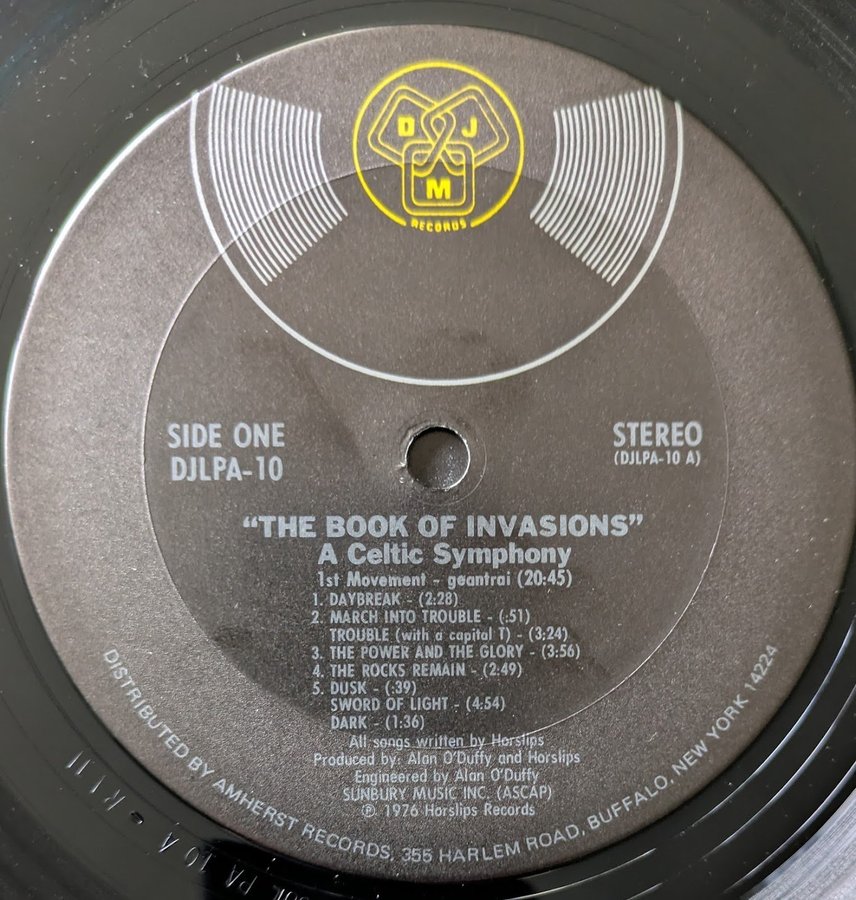 D J
M
RECORDS
SIDE ONE
DJLPA-10
STEREO
(DJLPA-10 A)
"THE BOOK OF INVASIONS"
A Celtic Symphony
1st Movement - geantrai (20:45)
1. DAYBREAK - (2:28)
2. MARCH INTO TROUBLE - (:51)
TROUBLE (with a capital T) - (3:24)
3. THE POWER AND THE GLORY - (3:56)
4. THE ROCKS REMAIN - (2:49)
5. DUSK - (:39)
SWORD OF LIGHT - (4:54)
DARK - (1:36)
All songs written by Horslips
Produced by: Alan O'Duffy and Horslips
Engineered by Alan O'Duffy
SUNBURY MUSIC INC. (ASCAP)
℗ 1976 Horslips Records
DISTRIBUTED BY AMHERST RECORDS, 355 HARLEM ROAD, BUFFALO, NEW YORK 14224
PA 10 A